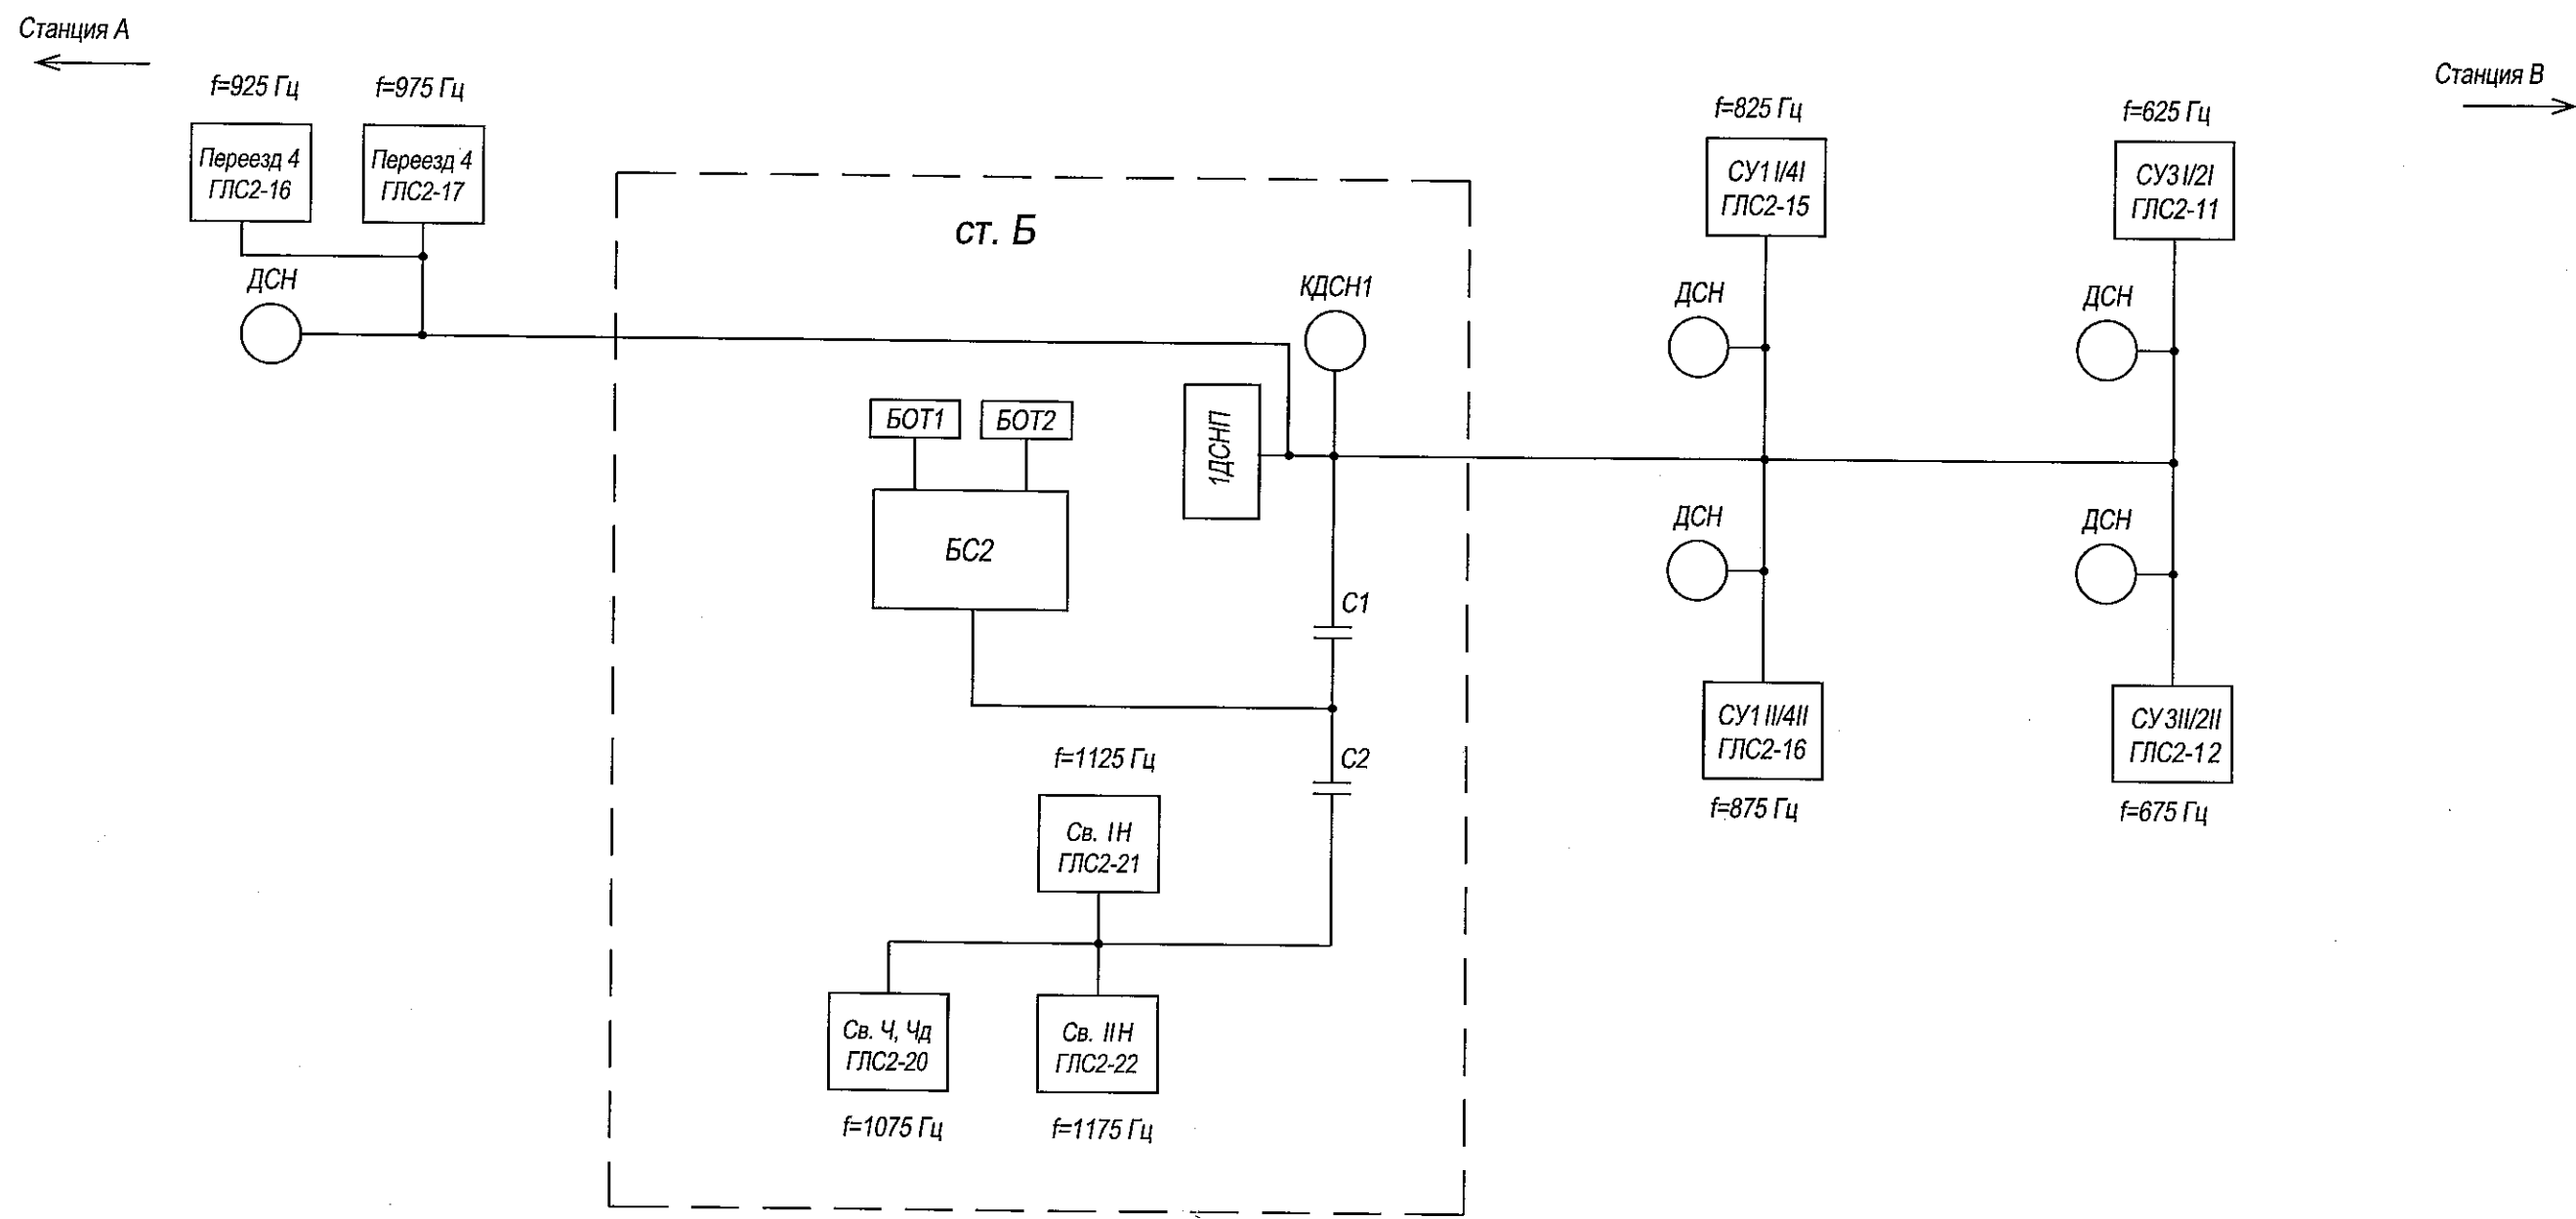 Станция А
Станция В
f=925 Гц
f=975 Гц
f=825 Гц
f=625 Гц
Переезд 4
ГЛС2-16
Переезд 4
ГЛС2-17
СУ1 I/4I
ГЛС2-15
СУ3 I/2I
ГЛС2-11
ст. Б
ДСН
КДСН1
ДСН
ДСН
БОТ1
БОТ2
1ДСНП
БС2
ДСН
ДСН
С1
СУ1 II/4II
ГЛС2-16
СУ3II/2II
ГЛС2-12
f=875 Гц
f=675 Гц
С2
f=1125 Гц
Св. IН
ГЛС2-21
Св. Ч, Чд
ГЛС2-20
Св. IIН
ГЛС2-22
f=1075 Гц
f=1175 Гц